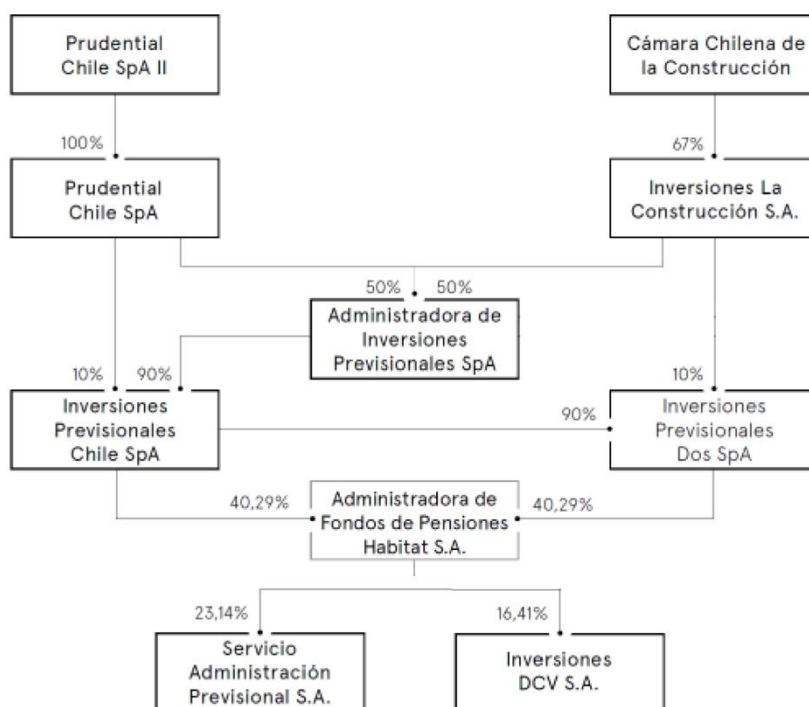 Prudential
Chile SpA II
Cámara Chilena de
la Construcción
100%
67%
Prudential
Chile SpA
Inversiones La
Construcción S.A.
50% 50%
Administradora de
Inversiones
Previsionales SpA
10% 90%
10%
Inversiones
Previsionales
Chile SpA
90%
Inversiones
Previsionales
Dos SpA
40,29%
Administradora de
Fondos de Pensiones
Habitat S.A.
40,29%
23,14%
16,41%
Servicio
Administración
Previsional S.A.
Inversiones
DCV S.A.